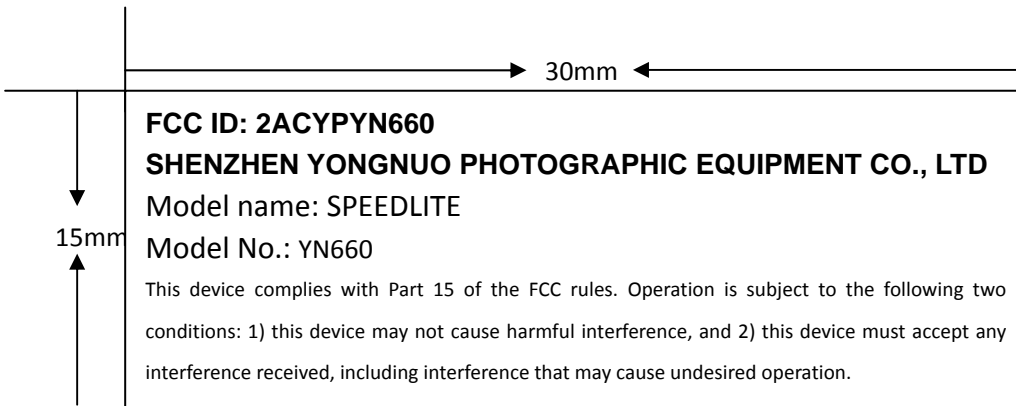 30mm
FCC ID: 2ACYPYN660
SHENZHEN YONGNUO PHOTOGRAPHIC EQUIPMENT CO., LTD
Model name: SPEEDLITE
15mm
Model No.: YN660
This device complies with Part 15 of the FCC rules. Operation is subject to the following two
conditions: 1) this device may not cause harmful interference, and 2) this device must accept any
interference received, including interference that may cause undesired operation.